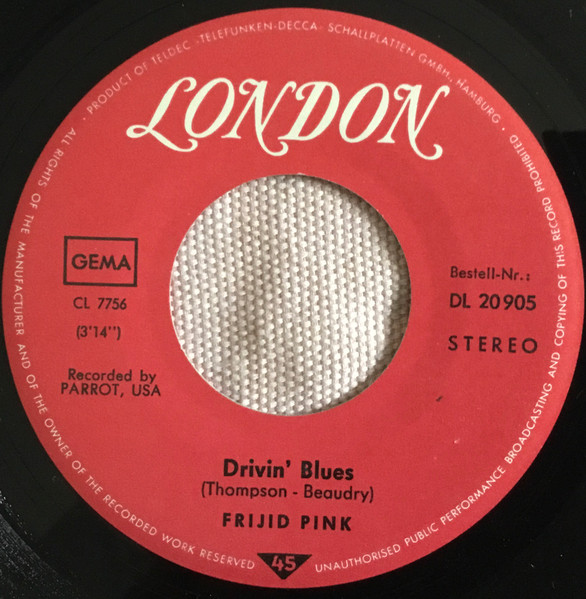 · PRODUCT OF TELDEC ·TELEFUNKEN-DECCA· SCHALLPLATTEN GMBH, HAMBURG ·
LONDON
GEMA
CL 7756
(3'14'')
Recorded by
PARROT, USA
Bestell-Nr.:
DL 20905
STEREO
Drivin' Blues
(Thompson - Beaudry)
FRIJID PINK
45
ALL RIGHTS OF THE MANUFACTURER AND OF THE OWNER OF THE RECORDED WORK RESERVED
UNAUTHORISED PUBLIC PERFORMANCE BROADCASTING AND COPYING OF THIS RECORD PROHIBITED